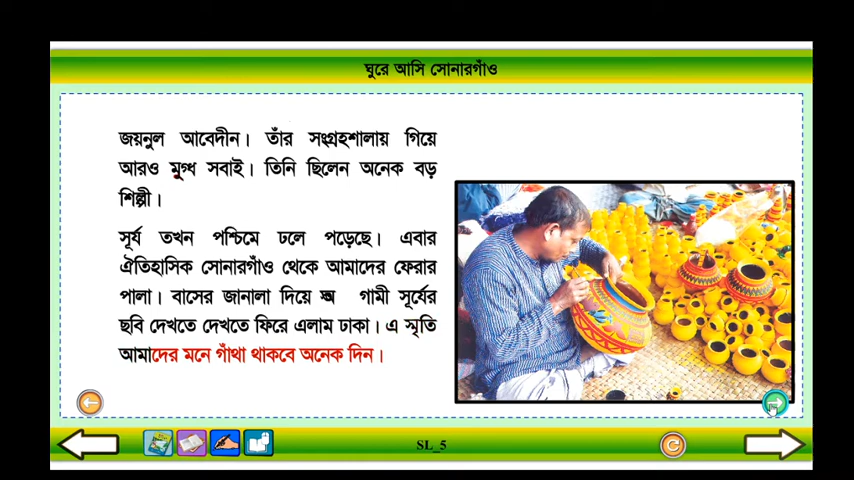 ঘুরে আসি সোনারগাঁও
জয়নুল আবেদীন। তাঁর সংগ্রহশালায় গিয়ে
আরও মুগ্ধ সবাই। তিনি ছিলেন অনেক বড়
শিল্পী।
সূর্য তখন পশ্চিমে ঢলে পড়েছে। এবার
ঐতিহাসিক সোনারগাঁও থেকে আমাদের ফেরার
পালা। বাসের জানালা দিয়ে গামী সূর্যের
ছবি দেখতে দেখতে ফিরে এলাম ঢাকা। এ স্মৃতি
আমাদের মনে গাঁথা থাকবে অনেক দিন।
SL_5